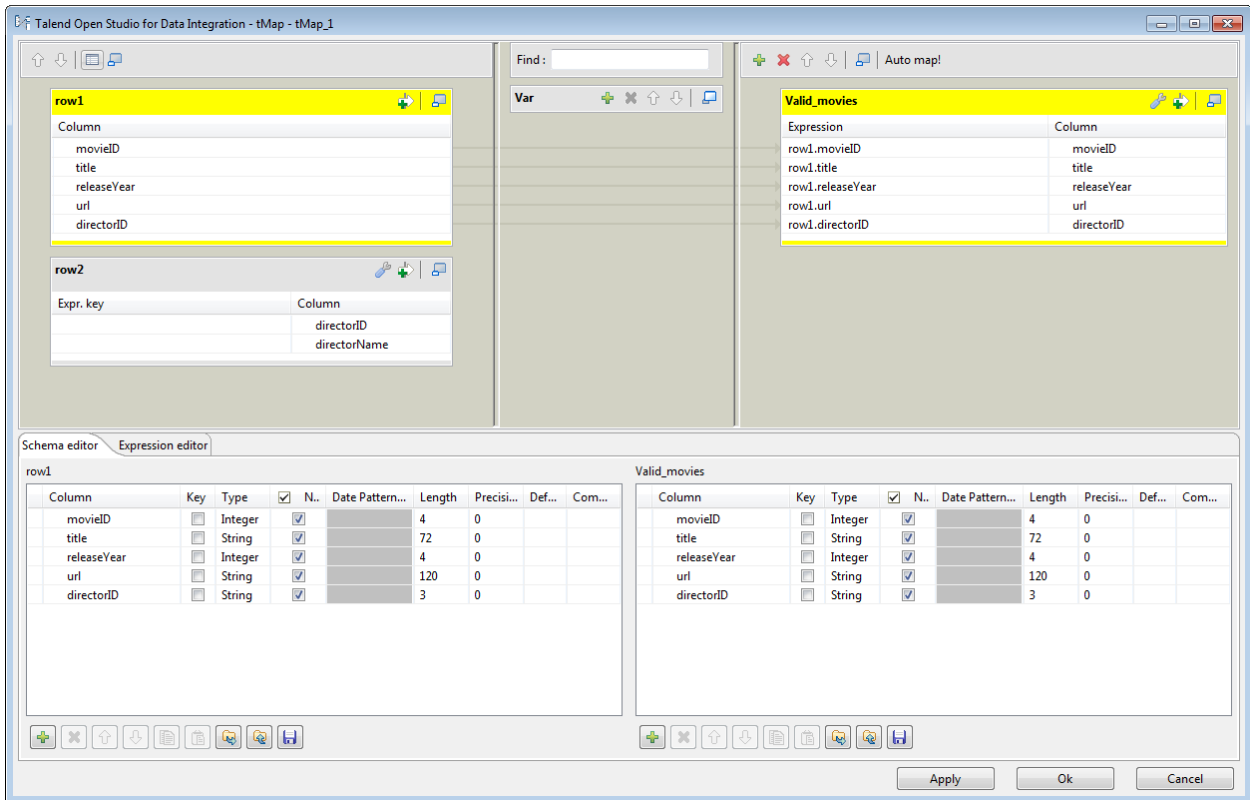 Talend Open Studio for Data Integration - tMap - tMap_1
Find :
Auto map!
row1
Column
movieID
title
releaseYear
url
directorID
row2
Expr. key Column
directorID
directorName
Var
Valid_movies
Expression Column
row1.movieID movieID
row1.title title
row1.releaseYear releaseYear
row1.url url
row1.directorID directorID
Schema editor Expression editor
row1
Column Key Type N.. Date Pattern... Length Precisi... Def... Com...
movieID Integer 4 0
title String 72 0
releaseYear Integer 4 0
url String 120 0
directorID String 3 0
Valid_movies
Column Key Type N.. Date Pattern... Length Precisi... Def... Com...
movieID Integer 4 0
title String 72 0
releaseYear Integer 4 0
url String 120 0
directorID String 3 0
Apply Ok Cancel